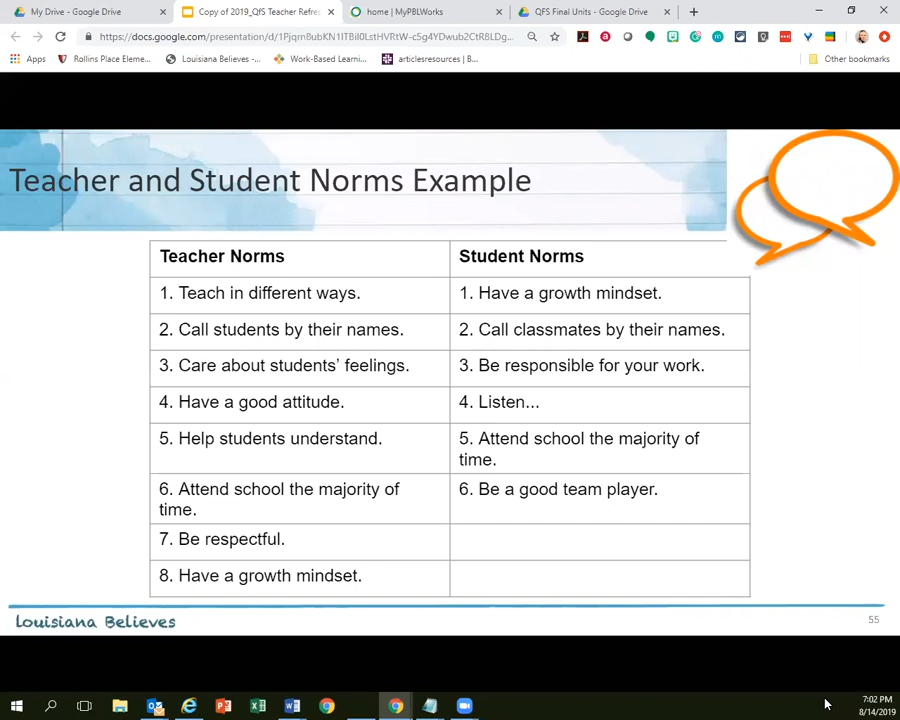 My Drive - Google Drive
Copy of 2019_QfS Teacher Refres
home | MyPBLWorks
QFS Final Units - Google Drive
https://docs.google.com/presentation/d/1Pjqrn8ubKN1ITBil0LstHVRtW-c5g4YDwub2CtR8LDg...
Apps
Rollins Place Eleme...
Louisiana Believes -...
Work-Based Learni...
articlesresources | B...
Other bookmarks
Teacher and Student Norms Example
Teacher Norms
Student Norms
1. Teach in different ways.
1. Have a growth mindset.
2. Call students by their names.
2. Call classmates by their names.
3. Care about students’ feelings.
3. Be responsible for your work.
4. Have a good attitude.
4. Listen...
5. Help students understand.
5. Attend school the majority of
time.
6. Attend school the majority of
time.
6. Be a good team player.
7. Be respectful.
8. Have a growth mindset.
Louisiana Believes
55
7:02 PM
8/14/2019